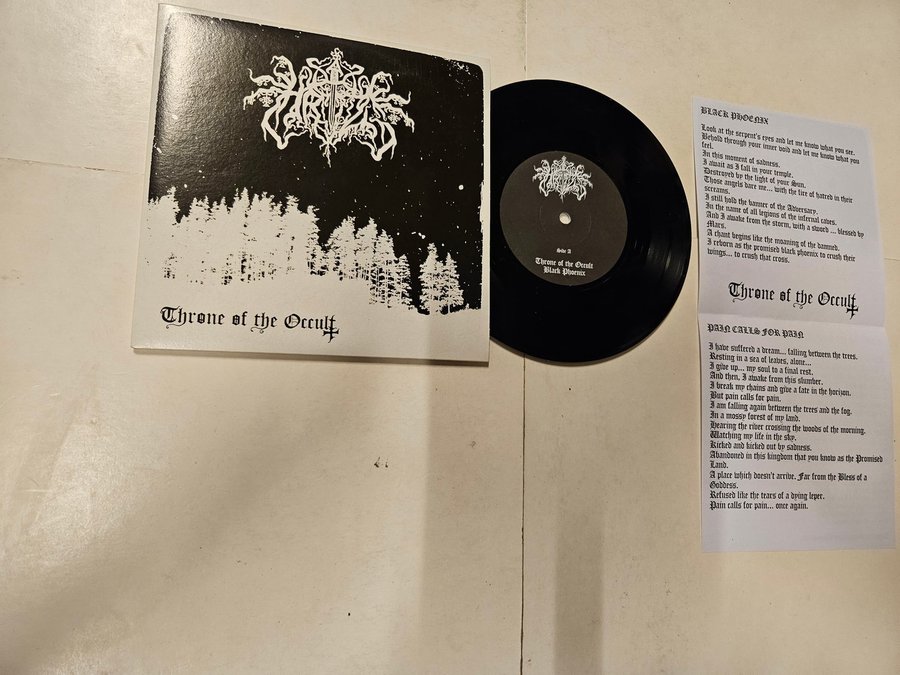 Throne of the Occult
Side A
Throne of the Occult
Black Phoenix
BLACK PHOENIX
Look at the serpent's eyes and let me know what you see.
Behold through your inner void and let me know what you
feel.
In this moment of sadness.
I await as I fall in your temple.
Destroyed by the light of your Sun.
Those angels dare me... with the fire of hatred in their
screams.
I still hold the banner of the Adversary.
In the name of all legions of the infernal caves.
And I awake from the storm, with a sword ... blessed by
Mars.
A chant begins like the moaning of the damned.
I reborn as the promised black phoenix to crush their
wings... to crush that cross.
Throne of the Occult
PAIN CALLS FOR PAIN
I have suffered a dream... falling between the trees.
Resting in a sea of leaves, alone...
I give up... my soul to a final rest.
And then, I awake from this slumber.
I break my chains and give a fate in the horizon.
But pain calls for pain.
I am falling again between the trees and the fog.
In a mossy forest of my land.
Hearing the river crossing the woods of the morning.
Watching my life in the sky.
Kicked and kicked out by sadness.
Abandoned in this kingdom that you know as the Promised
Land.
A place which doesn't arrive. Far from the Bless of a
Goddess.
Refused like the tears of a dying leper.
Pain calls for pain... once again.